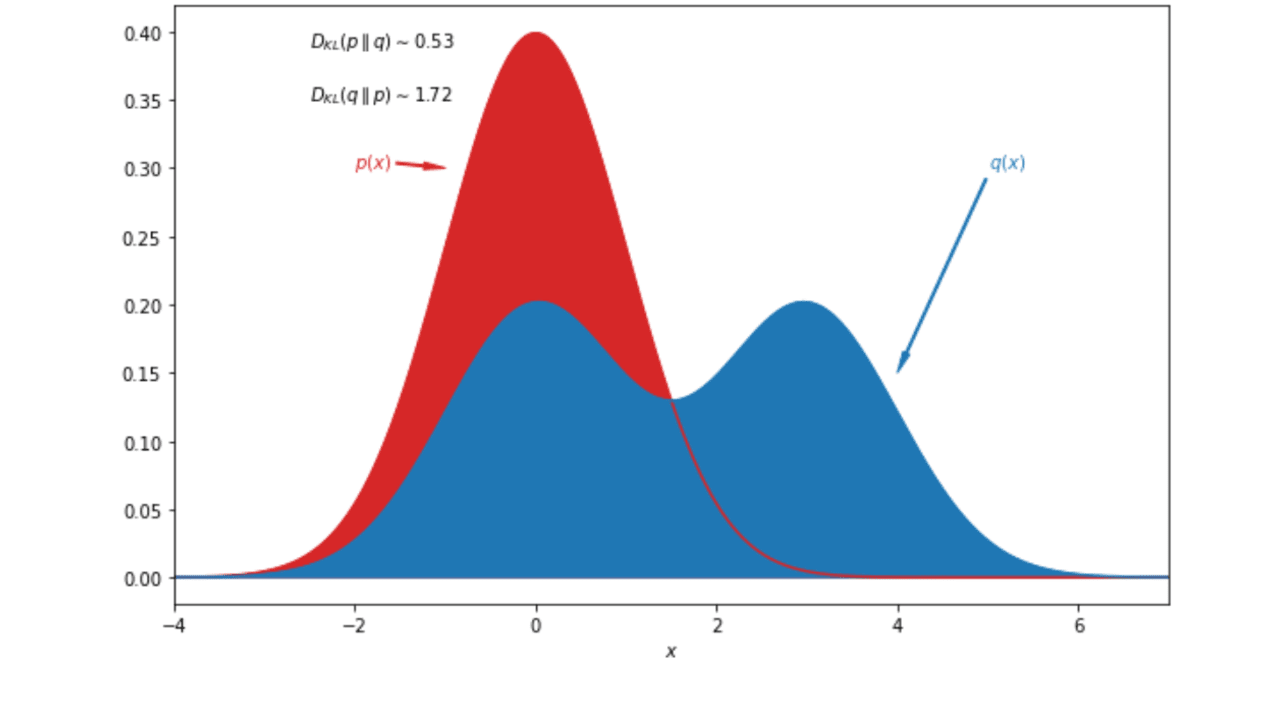 0.40
D_KL(p ∥ q) ~ 0.53
0.35
D_KL(q ∥ p) ~ 1.72
0.30
p(x)
q(x)
0.25
0.20
0.15
0.10
0.05
0.00
−4 −2 0 2 4 6
x